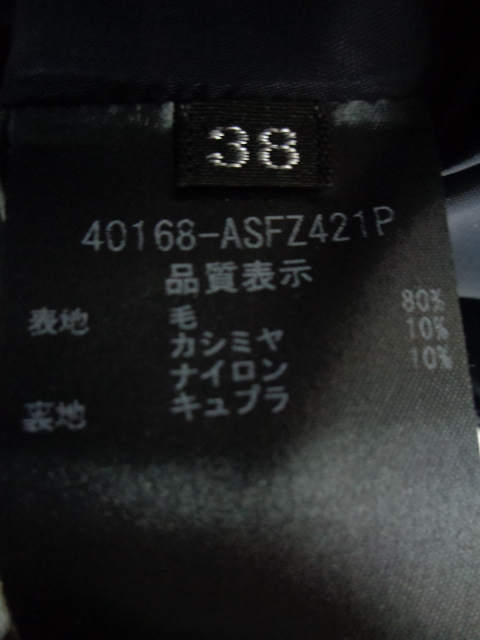 38
40168-ASFZ421P
品質表示
表地 毛 80%
カシミヤ 10%
ナイロン 10%
裏地 キュプラ